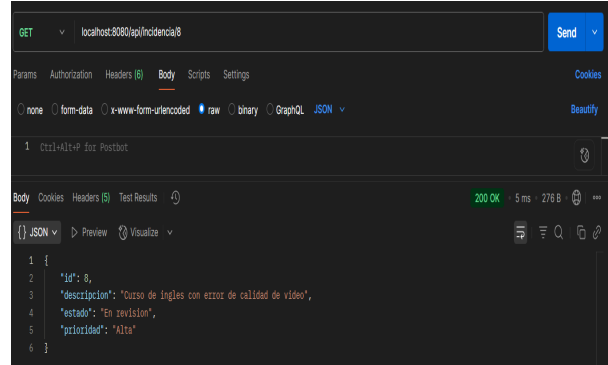 GET localhost:8080/api/incidencia/8 Send
Params Authorization Headers (6) Body Scripts Settings Cookies
none form-data x-www-form-urlencoded raw binary GraphQL JSON Beautify
1 Ctrl+Alt+P for Postbot
Body Cookies Headers (5) Test Results 200 OK 5 ms 276 B
{} JSON Preview Visualize
1 {
2 "id": 8,
3 "descripcion": "Curso de ingles con error de calidad de video",
4 "estado": "En revision",
5 "prioridad": "Alta"
6 }